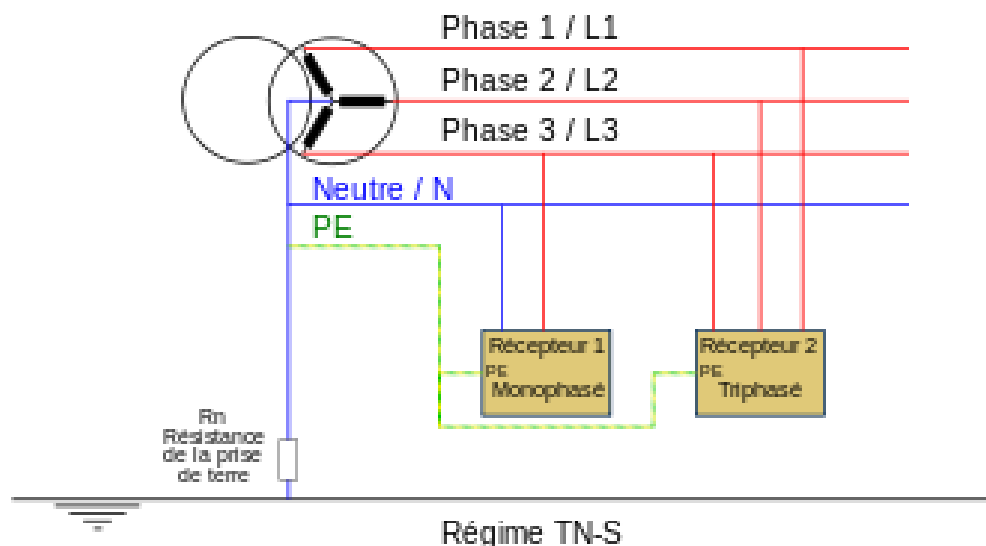 Phase 1 / L1
Phase 2 / L2
Phase 3 / L3
Neutre / N
PE
Récepteur 1
PE
Monophasé
Récepteur 2
PE
Triphasé
Rn
Résistance
de la prise
de terre
Régime TN-S